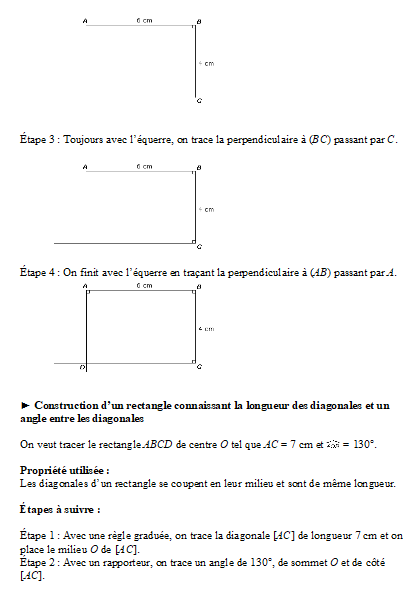 A 6 cm B
4 cm
C
Étape 3 : Toujours avec l’équerre, on trace la perpendiculaire à (BC) passant par C.
A 6 cm B
4 cm
C
Étape 4 : On finit avec l’équerre en traçant la perpendiculaire à (AB) passant par A.
A 6 cm B
4 cm
D C
► Construction d’un rectangle connaissant la longueur des diagonales et un
angle entre les diagonales
On veut tracer le rectangle ABCD de centre O tel que AC = 7 cm et = 130°.
Propriété utilisée :
Les diagonales d’un rectangle se coupent en leur milieu et sont de même longueur.
Étapes à suivre :
Étape 1 : Avec une règle graduée, on trace la diagonale [AC] de longueur 7 cm et on
place le milieu O de [AC].
Étape 2 : Avec un rapporteur, on trace un angle de 130°, de sommet O et de côté
[AC].